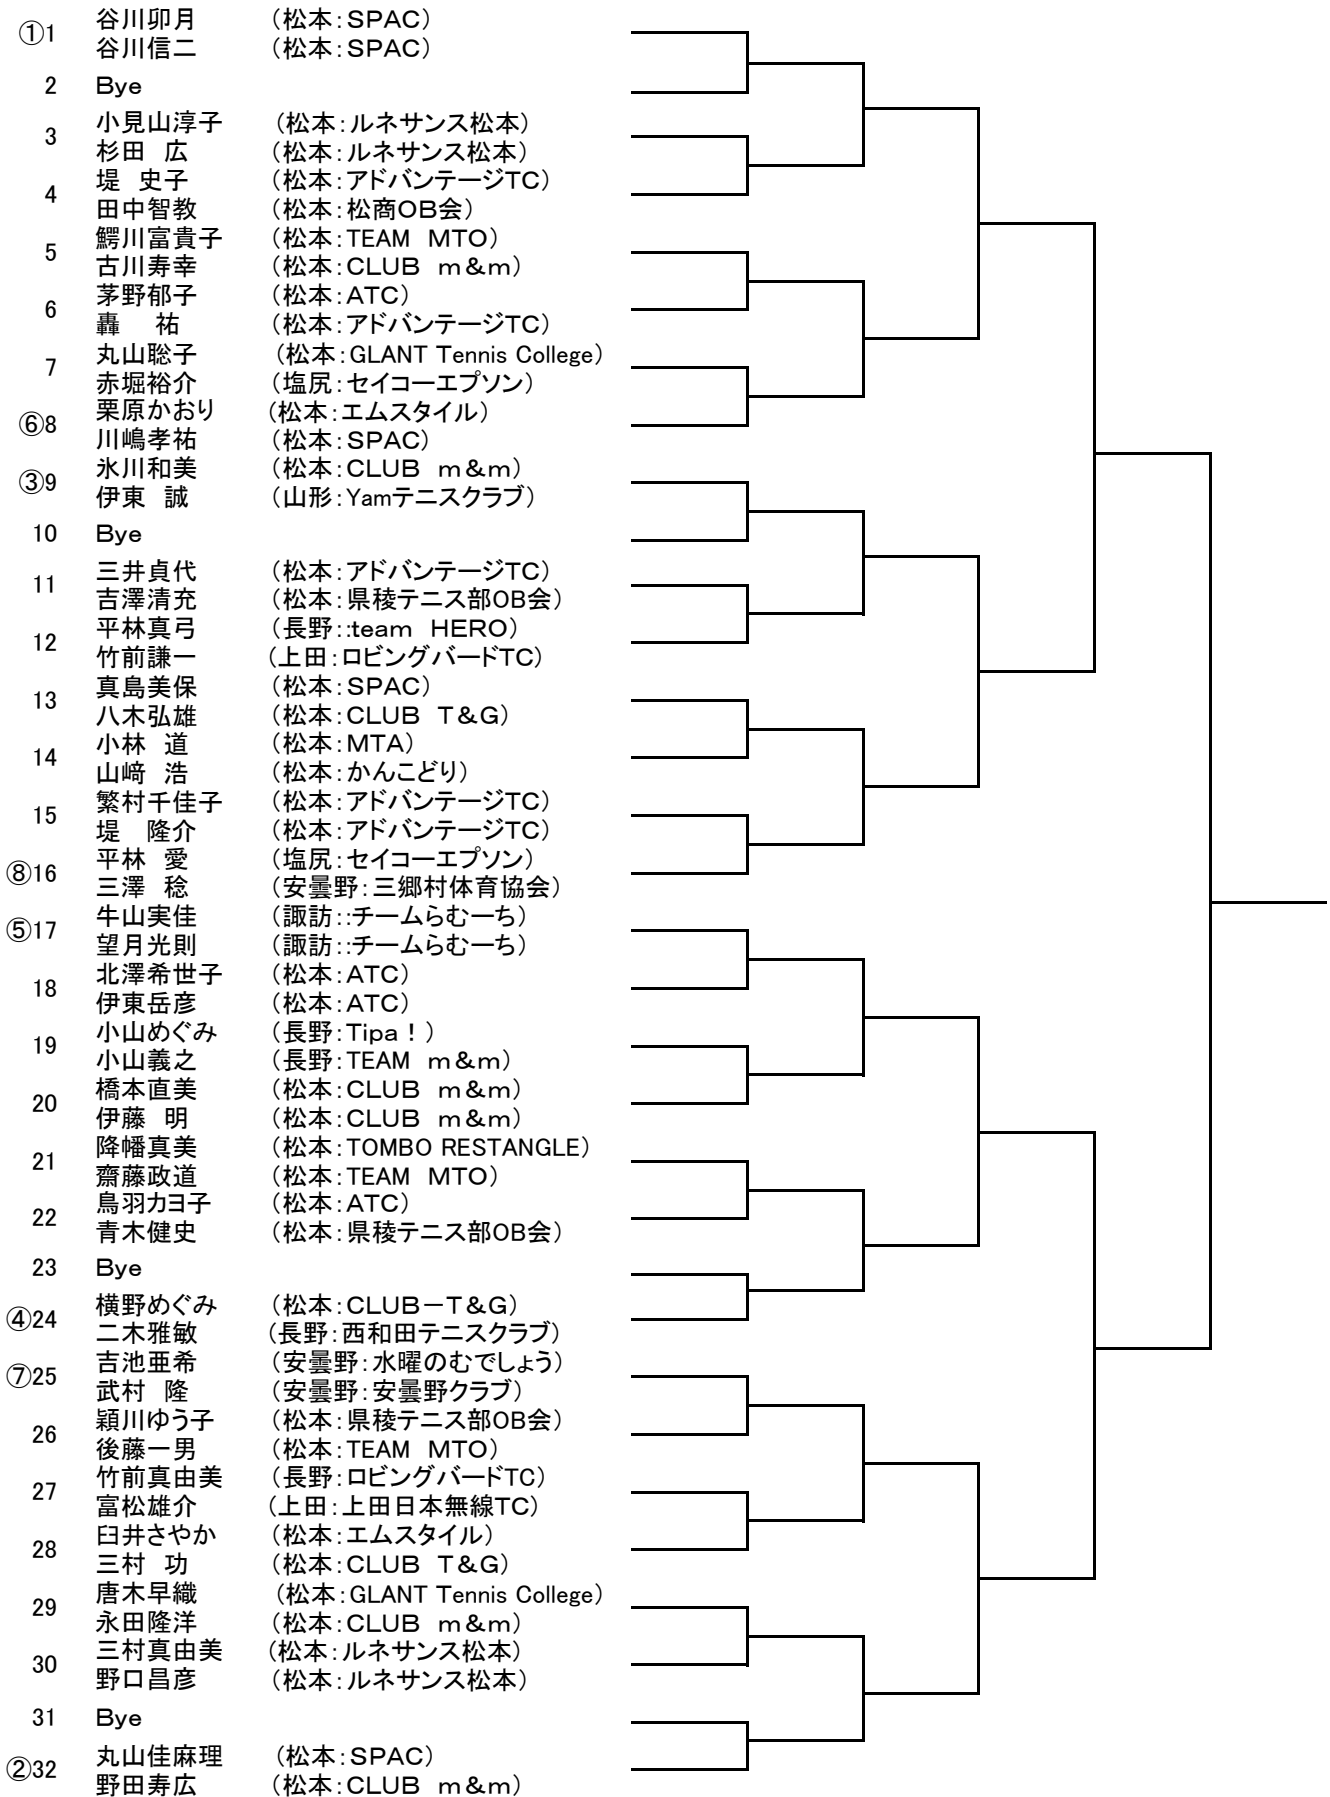 ①1 谷川卯月 （松本：SPAC）
谷川信二 （松本：SPAC）
2 Bye
3 小見山淳子 （松本：ルネサンス松本）
杉田　広 （松本：ルネサンス松本）
4 堤　史子 （松本：アドバンテージTC）
田中智教 （松本：松商OB会）
5 鰐川富貴子 （松本：TEAM　MTO）
古川寿幸 （松本：CLUB　m&m）
6 茅野郁子 （松本：ATC）
轟　祐 （松本：アドバンテージTC）
7 丸山聡子 （松本：GLANT Tennis College）
赤堀裕介 （塩尻：セイコーエプソン）
⑥8 栗原かおり （松本：エムスタイル）
川嶋孝祐 （松本：SPAC）
③9 氷川和美 （松本：CLUB　m&m）
伊東　誠 （山形：Yamテニスクラブ）
10 Bye
11 三井貞代 （松本：アドバンテージTC）
吉澤清充 （松本：県稜テニス部OB会）
12 平林真弓 （長野：:team　HERO）
竹前謙一 （上田：ロビングバードTC）
13 真島美保 （松本：SPAC）
八木弘雄 （松本：CLUB　T&G）
14 小林　道 （松本：MTA）
山﨑　浩 （松本：かんこどり）
15 繁村千佳子 （松本：アドバンテージTC）
堤　隆介 （松本：アドバンテージTC）
⑧16 平林　愛 （塩尻：セイコーエプソン）
三澤　稔 （安曇野：三郷村体育協会）
⑤17 牛山実佳 （諏訪：:チームらむーち）
望月光則 （諏訪：:チームらむーち）
18 北澤希世子 （松本：ATC）
伊東岳彦 （松本：ATC）
19 小山めぐみ （長野：Tipa！）
小山義之 （長野：TEAM　m&m）
20 橋本直美 （松本：CLUB　m&m）
伊藤　明 （松本：CLUB　m&m）
21 降幡真美 （松本：TOMBO RESTANGLE）
齋藤政道 （松本：TEAM　MTO）
22 鳥羽カヨ子 （松本：ATC）
青木健史 （松本：県稜テニス部OB会）
23 Bye
④24 横野めぐみ （松本：CLUB－T&G）
二木雅敏 （長野：西和田テニスクラブ）
⑦25 吉池亜希 （安曇野：水曜のむでしょう）
武村　隆 （安曇野：安曇野クラブ）
26 穎川ゆう子 （松本：県稜テニス部OB会）
後藤一男 （松本：TEAM　MTO）
27 竹前真由美 （長野：ロビングバードTC）
富松雄介 （上田：上田日本無線TC）
28 臼井さやか （松本：エムスタイル）
三村　功 （松本：CLUB　T&G）
29 唐木早織 （松本：GLANT Tennis College）
永田隆洋 （松本：CLUB　m&m）
30 三村真由美 （松本：ルネサンス松本）
野口昌彦 （松本：ルネサンス松本）
31 Bye
②32 丸山佳麻理 （松本：SPAC）
野田寿広 （松本：CLUB　m&m）